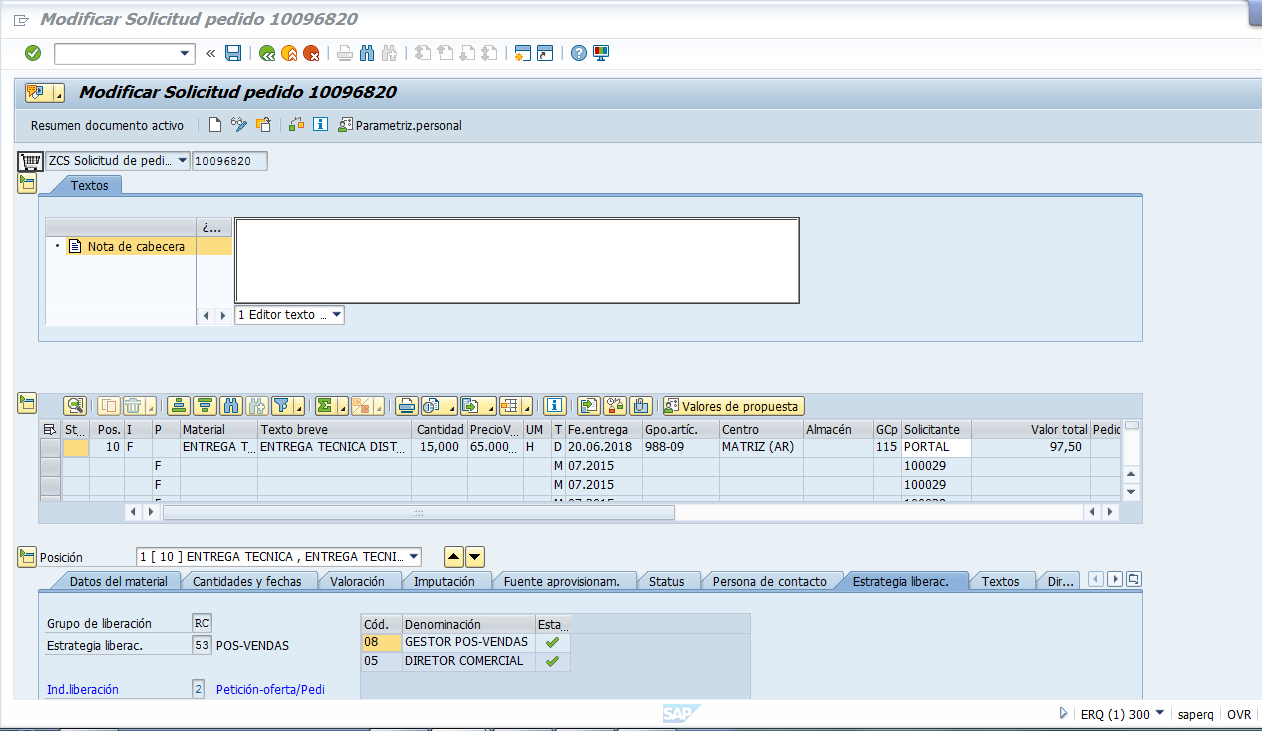 Modificar Solicitud pedido 10096820
Modificar Solicitud pedido 10096820
Resumen documento activo Parametriz.personal
ZCS Solicitud de pedi... 10096820
Textos
¿...
Nota de cabecera
1 Editor texto ...
Valores de propuesta
St... Pos. I P Material Texto breve Cantidad PrecioV... UM T Fe.entrega Gpo.artíc. Centro Almacén GCp Solicitante Valor total Pedid
10 F ENTREGA T... ENTREGA TECNICA DIST... 15,000 65.000... H D 20.06.2018 988-09 MATRIZ (AR) 115 PORTAL 97,50
F M 07.2015 100029
F M 07.2015 100029
Posición 1 [ 10 ] ENTREGA TECNICA , ENTREGA TECNI...
Datos del material Cantidades y fechas Valoración Imputación Fuente aprovisionam. Status Persona de contacto Estrategia liberac. Textos Dir...
Grupo de liberación RC
Estrategia liberac. 53 POS-VENDAS
Ind.liberación 2 Petición-oferta/Pedi
Cód. Denominación Esta...
08 GESTOR POS-VENDAS
05 DIRETOR COMERCIAL
SAP
ERQ (1) 300 saperq OVR